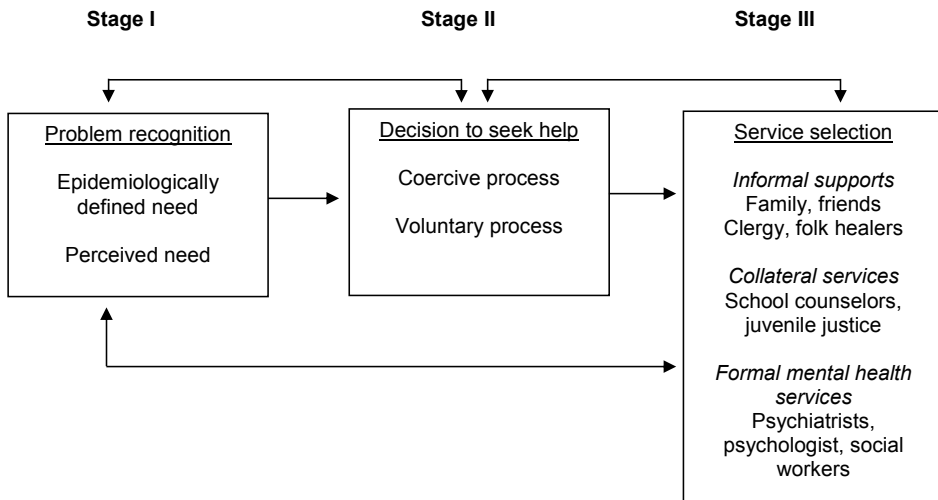 Stage I
Stage II
Stage III
Problem recognition
Epidemiologically
defined need
Perceived need
Decision to seek help
Coercive process
Voluntary process
Service selection
Informal supports
Family, friends
Clergy, folk healers
Collateral services
School counselors,
juvenile justice
Formal mental health
services
Psychiatrists,
psychologist, social
workers